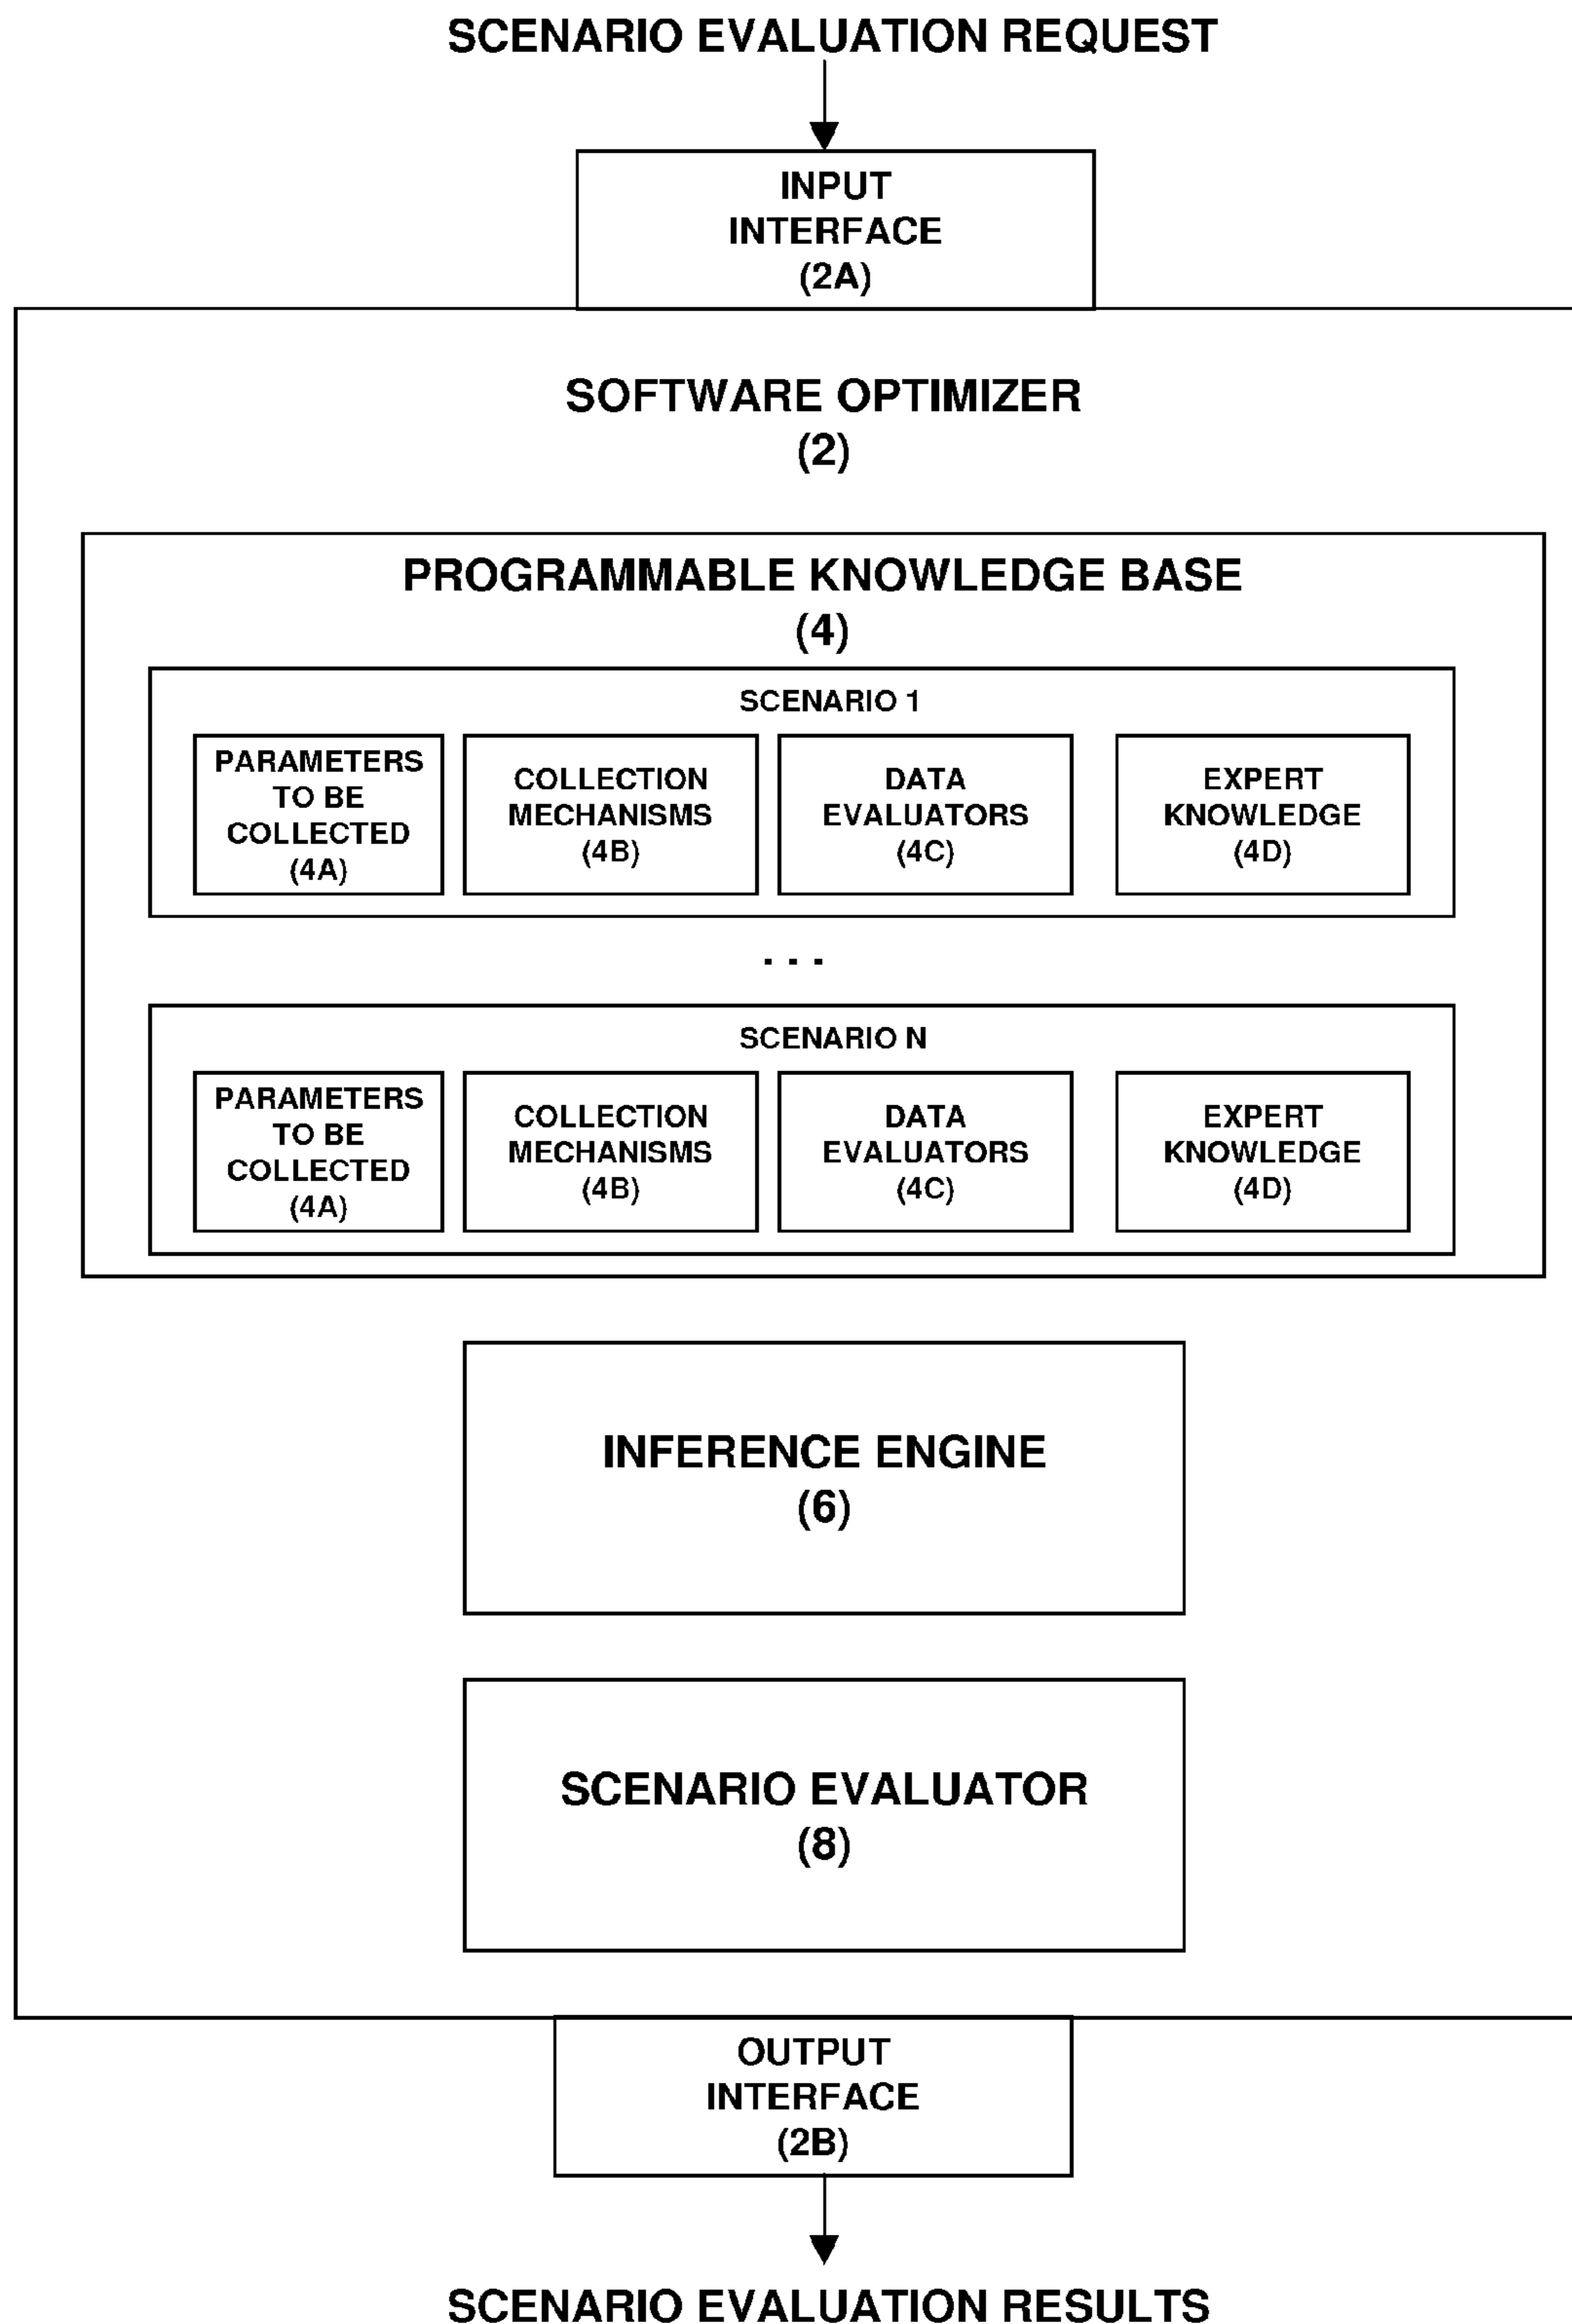 SCENARIO EVALUATION REQUEST
INPUT
INTERFACE
(2A)
SOFTWARE OPTIMIZER
(2)
PROGRAMMABLE KNOWLEDGE BASE
(4)
SCENARIO 1
PARAMETERS
TO BE
COLLECTED
(4A)
COLLECTION
MECHANISMS
(4B)
DATA
EVALUATORS
(4C)
EXPERT
KNOWLEDGE
(4D)
. . .
SCENARIO N
PARAMETERS
TO BE
COLLECTED
(4A)
COLLECTION
MECHANISMS
(4B)
DATA
EVALUATORS
(4C)
EXPERT
KNOWLEDGE
(4D)
INFERENCE ENGINE
(6)
SCENARIO EVALUATOR
(8)
OUTPUT
INTERFACE
(2B)
SCENARIO EVALUATION RESULTS